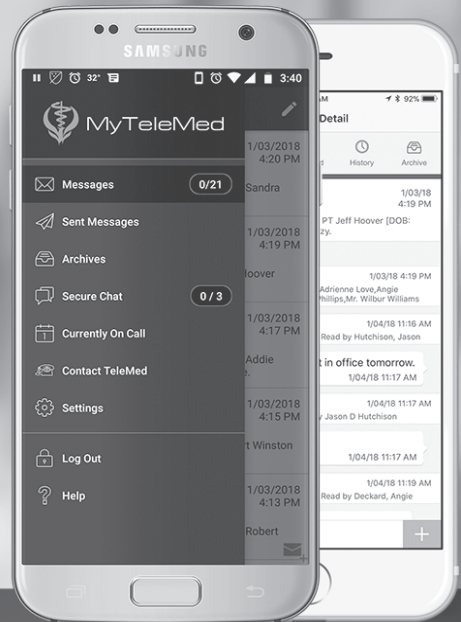 SAMSUNG
32°
3:40
MyTeleMed
Messages
0/21
Sent Messages
Archives
Secure Chat
0 / 3
Currently On Call
Contact TeleMed
Settings
Log Out
Help
1/03/2018
4:20 PM
Sandra
1/03/2018
4:19 PM
Hoover
1/03/2018
4:17 PM
Addie
1/03/2018
4:15 PM
Winston
1/03/2018
4:13 PM
Robert
92%
Detail
History
Archive
1/03/18
4:19 PM
PT Jeff Hoover [DOB:
1/03/18 4:19 PM
Adrienne Love,Angie
Phillips,Mr. Wilbur Williams
1/04/18 11:16 AM
Read by Hutchison, Jason
in office tomorrow.
1/04/18 11:17 AM
1/04/18 11:17 AM
Jason D Hutchison
1/04/18 11:17 AM
1/04/18 11:19 AM
Read by Deckard, Angie